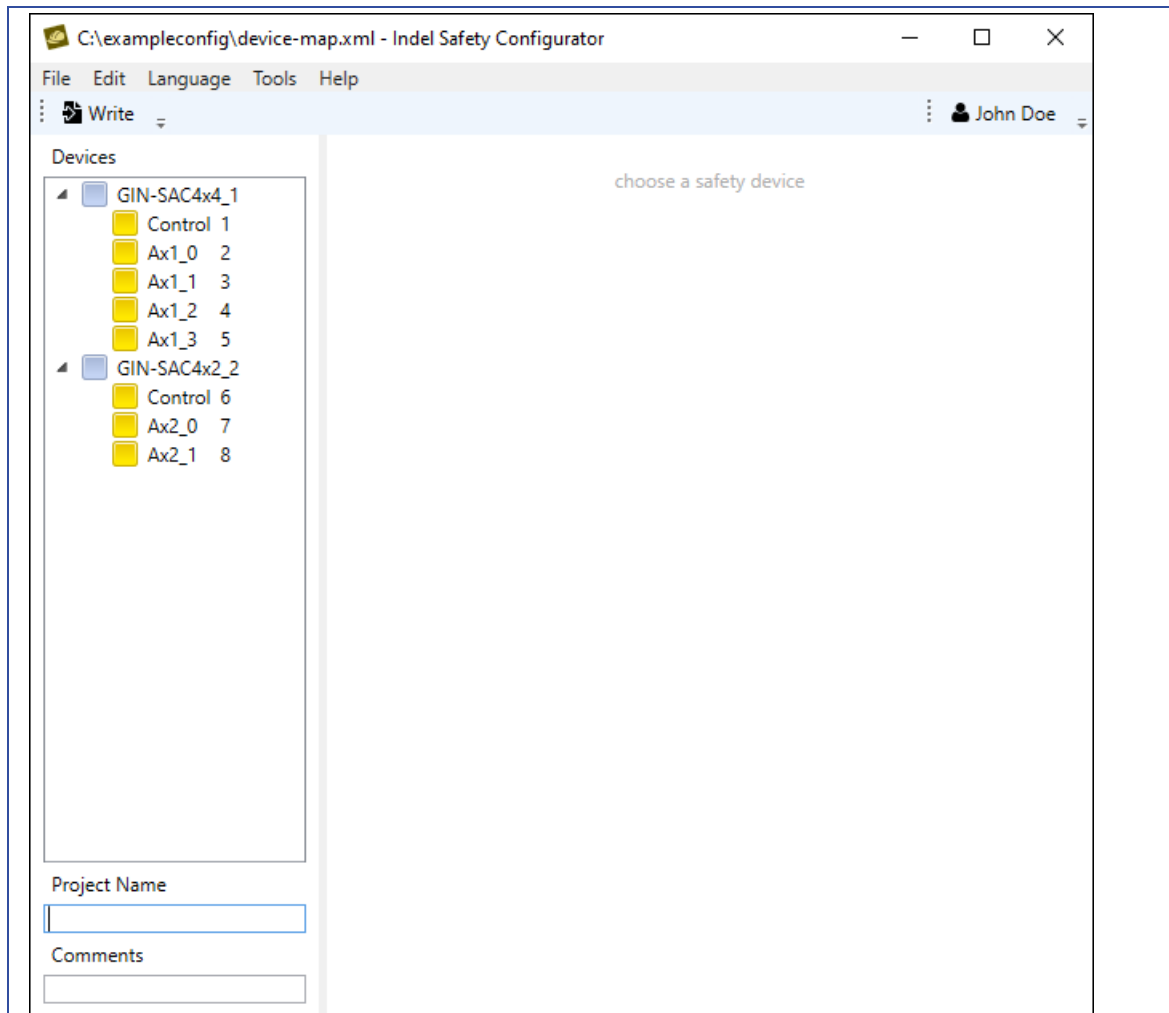 C:\exampleconfig\device-map.xml - Indel Safety Configurator
File Edit Language Tools Help
Write
John Doe
Devices
choose a safety device
GIN-SAC4x4_1
Control 1
Ax1_0 2
Ax1_1 3
Ax1_2 4
Ax1_3 5
GIN-SAC4x2_2
Control 6
Ax2_0 7
Ax2_1 8
Project Name
Comments